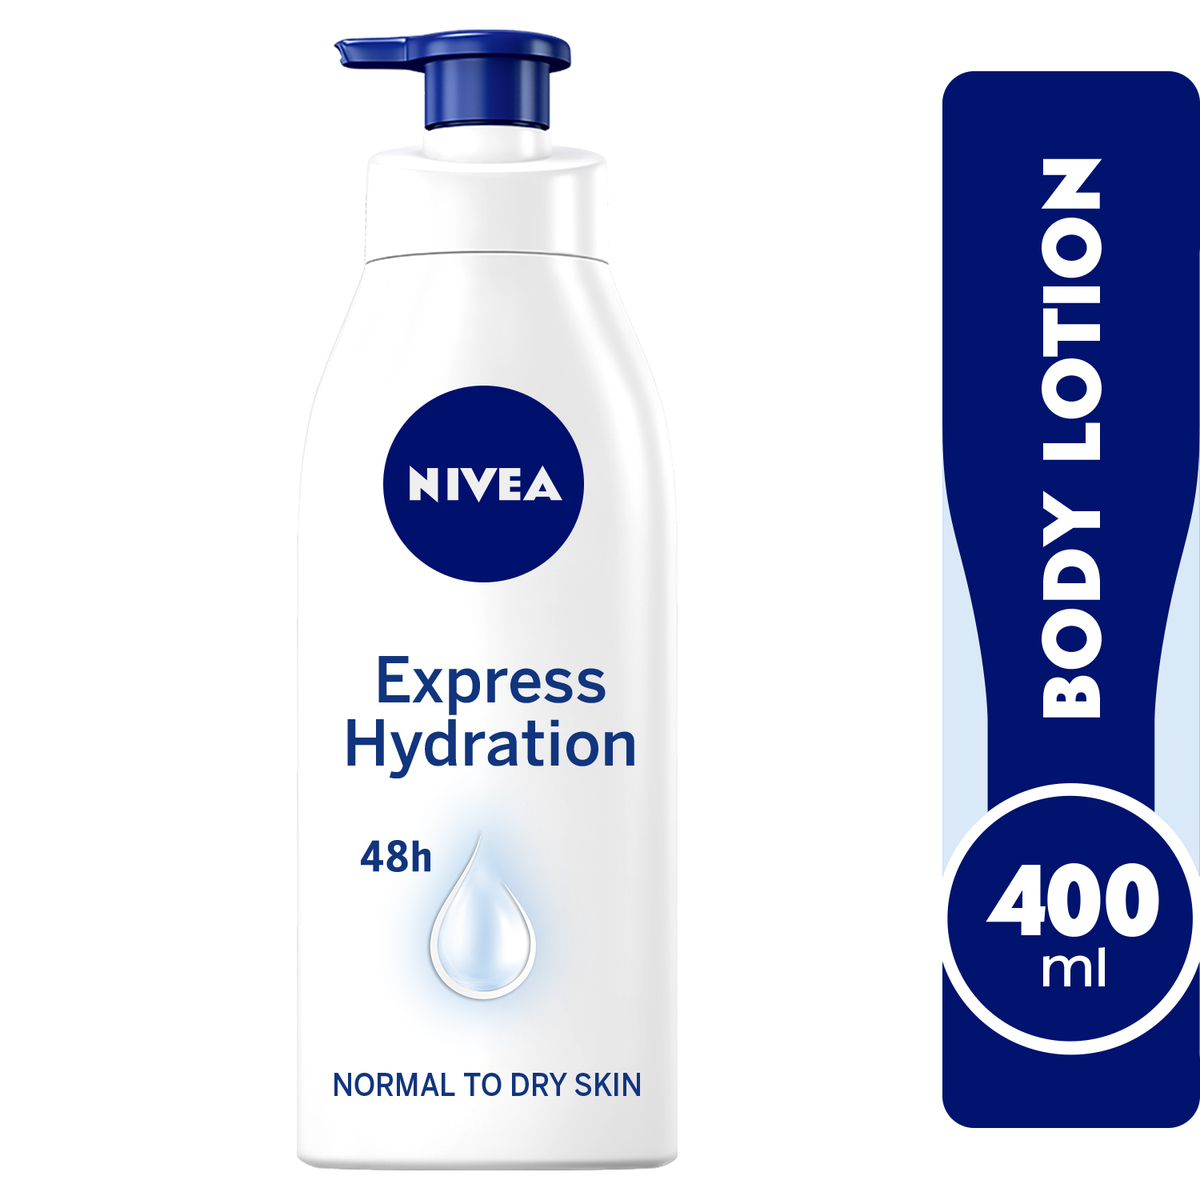 NIVEA
Express
Hydration
48h
NORMAL TO DRY SKIN
BODY LOTION
400
ml